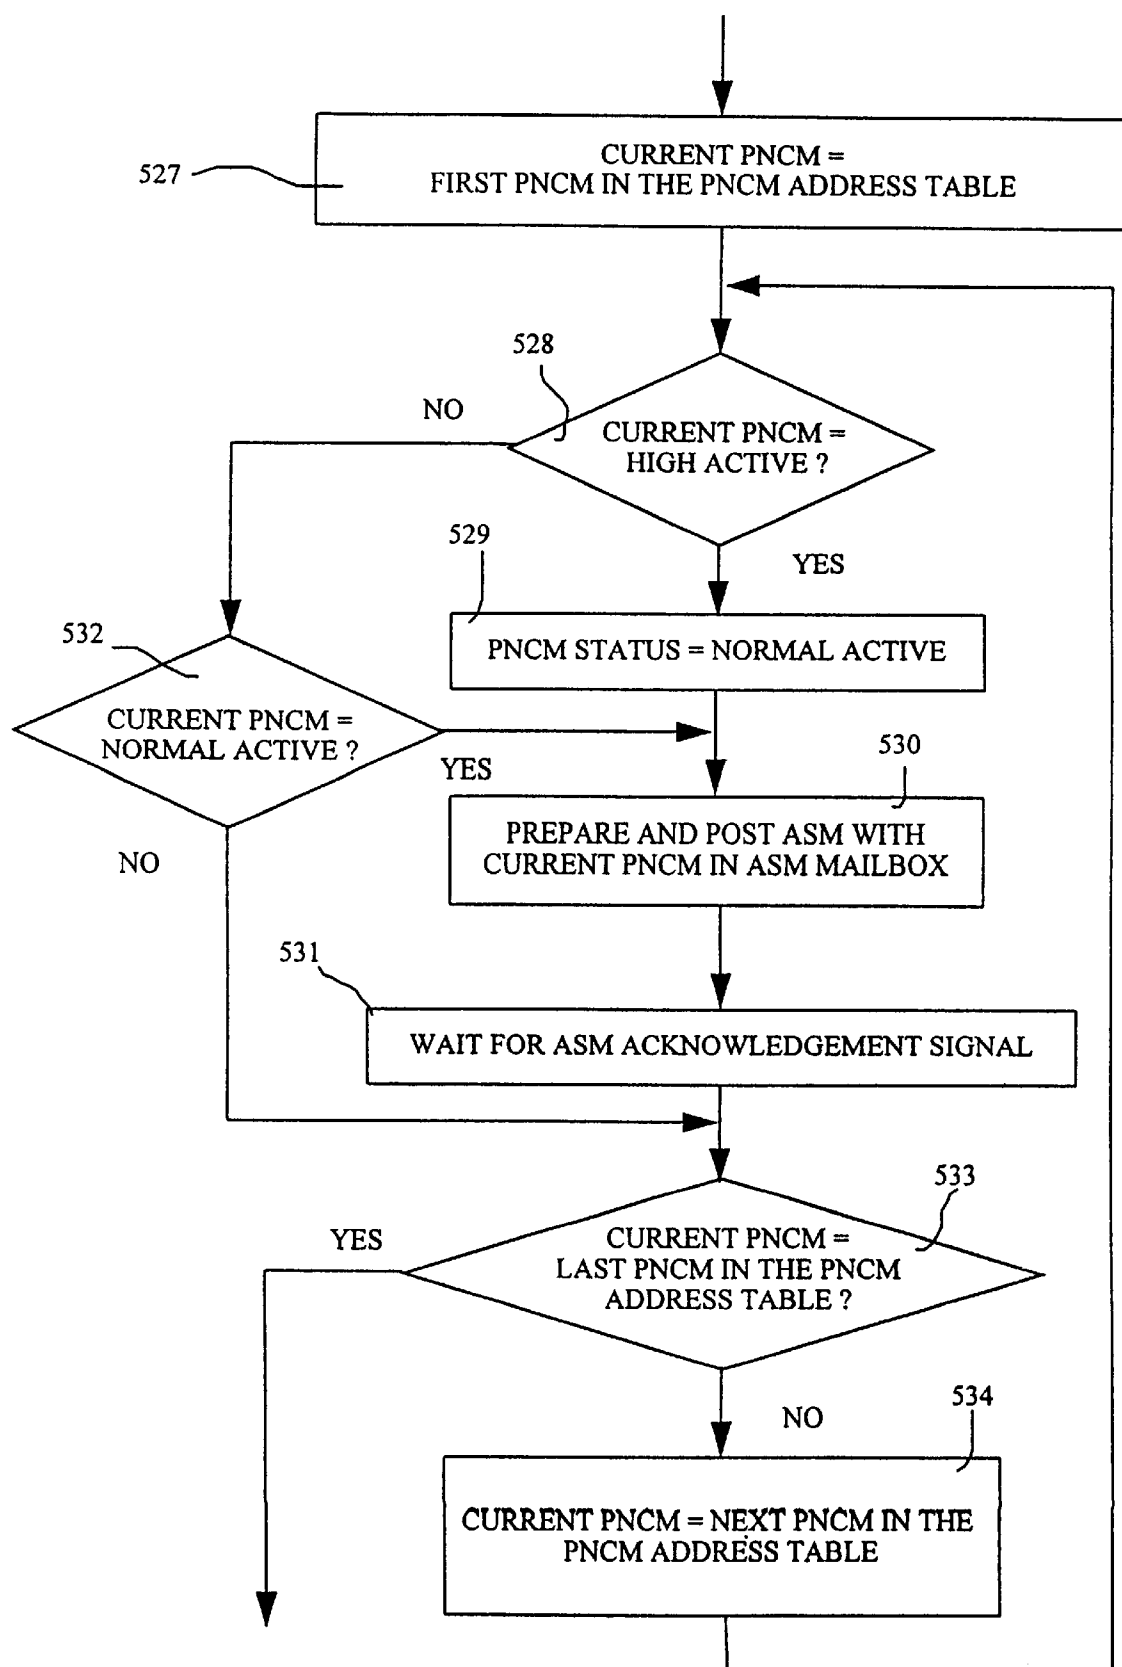 CURRENT PNCM =
FIRST PNCM IN THE PNCM ADDRESS TABLE
527
528
NO
CURRENT PNCM =
HIGH ACTIVE ?
529
YES
532
PNCM STATUS = NORMAL ACTIVE
CURRENT PNCM =
NORMAL ACTIVE ?
YES
530
PREPARE AND POST ASM WITH
CURRENT PNCM IN ASM MAILBOX
NO
531
WAIT FOR ASM ACKNOWLEDGEMENT SIGNAL
533
YES
CURRENT PNCM =
LAST PNCM IN THE PNCM
ADDRESS TABLE ?
534
NO
CURRENT PNCM = NEXT PNCM IN THE
PNCM ADDRESS TABLE